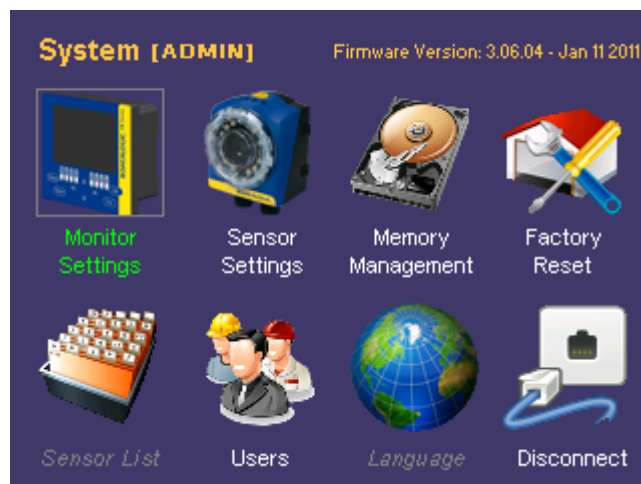 System [ADMIN]
Firmware Version: 3.06.04 - Jan 11 2011
Monitor
Settings
Sensor
Settings
Memory
Management
Factory
Reset
Sensor List
Users
Language
Disconnect